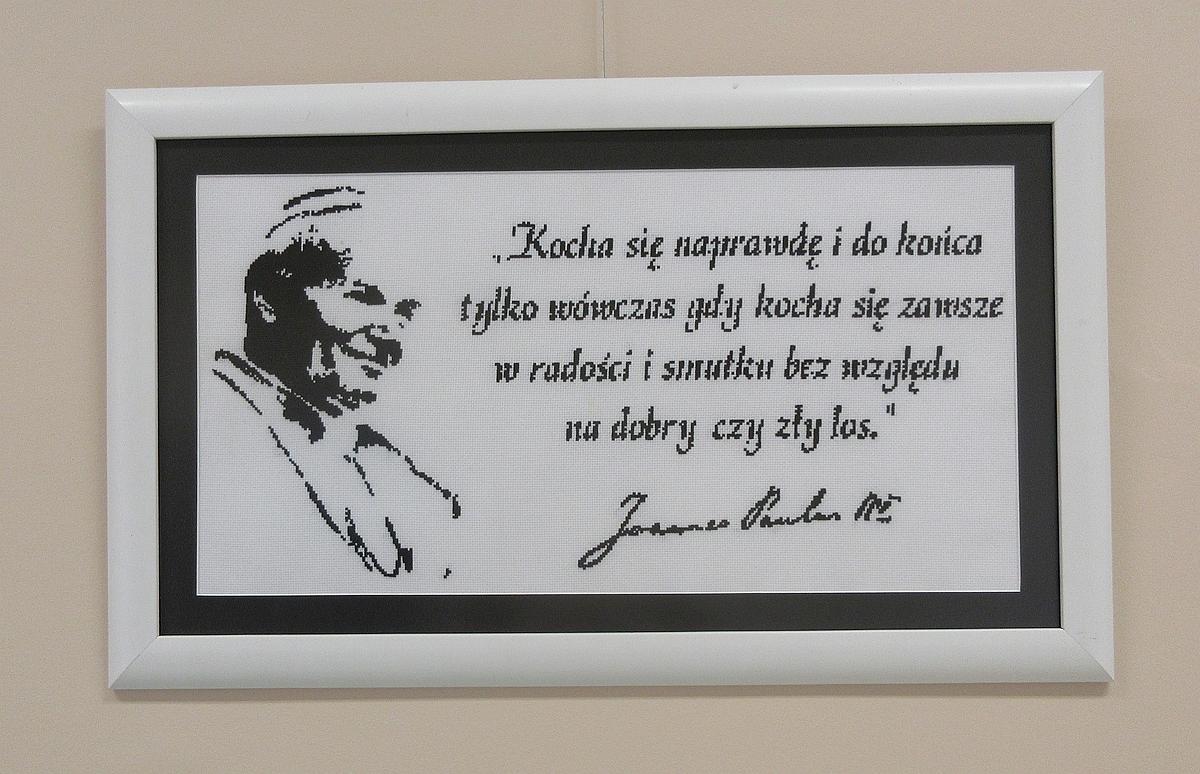 „Kocha się naprawdę i do końca
tylko wówczas gdy kocha się zawsze
w radości i smutku bez względu
na dobry czy zły los."
Joannes Paulus